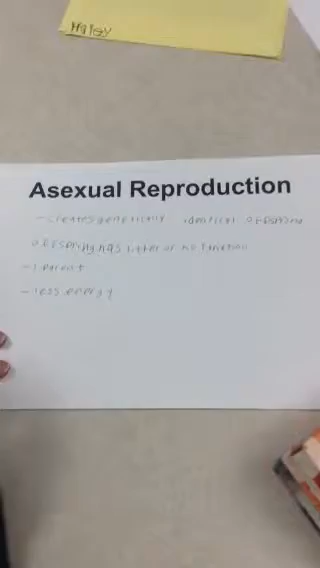 Haley
Asexual Reproduction
- creates genetically identical offspring
offspring has little or no variation
- 1 parent
- less energy